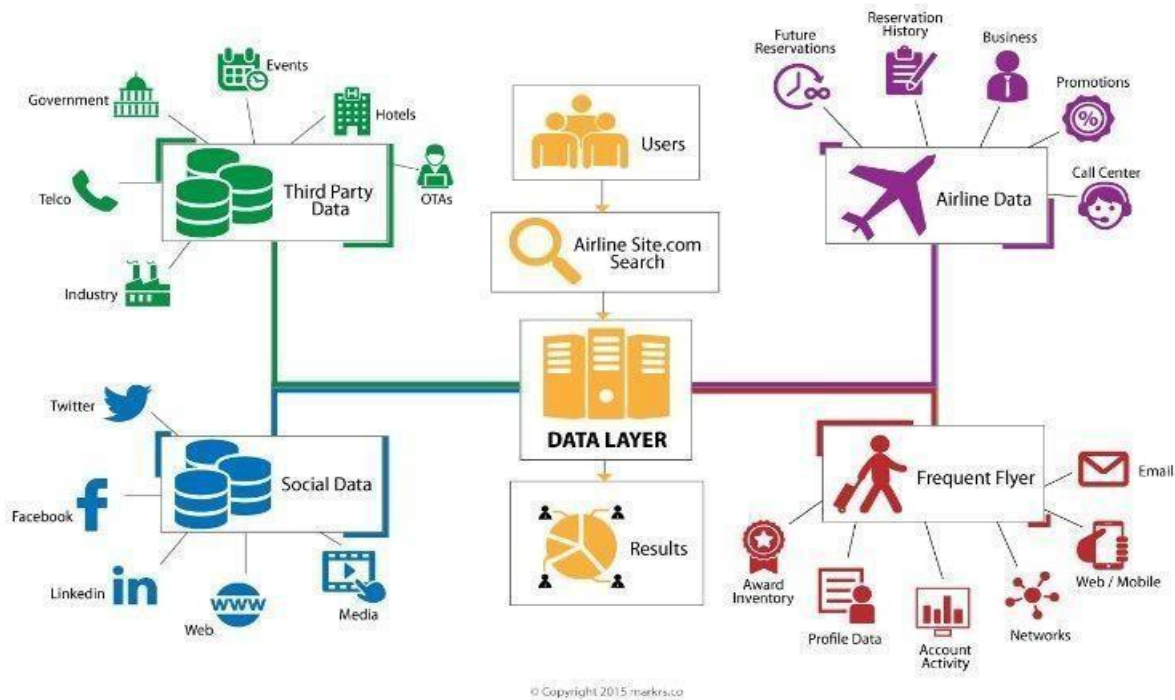 Government
Events
Hotels
OTAs
Telco
Industry
Third Party
Data
Users
Airline Site.com
Search
DATA LAYER
Results
Future
Reservations
Reservation
History
Business
Promotions
%
Call Center
Airline Data
Twitter
Facebook
f
Linkedin
in
Web
www
Media
Social Data
Frequent Flyer
Email
Web / Mobile
Networks
Account
Activity
Profile Data
Award
Inventory
© Copyright 2015 markrs.co